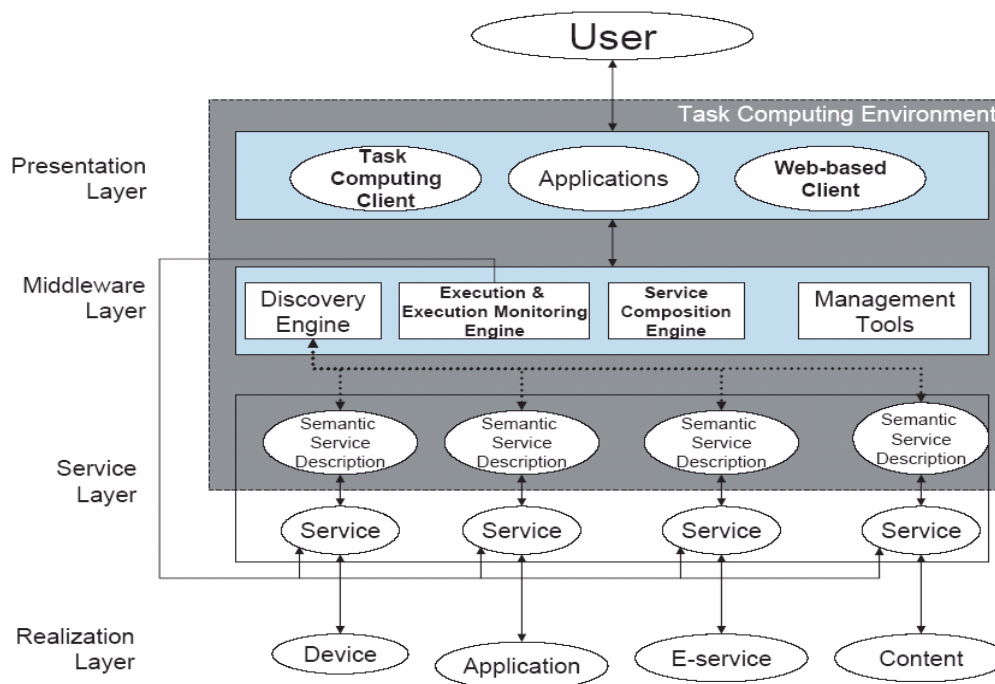 User
Task Computing Environment
Presentation
Layer
Task
Computing
Client
Applications
Web-based
Client
Middleware
Layer
Discovery
Engine
Execution &
Execution Monitoring
Engine
Service
Composition
Engine
Management
Tools
Service
Layer
Semantic
Service
Description
Semantic
Service
Description
Semantic
Service
Description
Semantic
Service
Description
Service
Service
Service
Service
Realization
Layer
Device
Application
E-service
Content